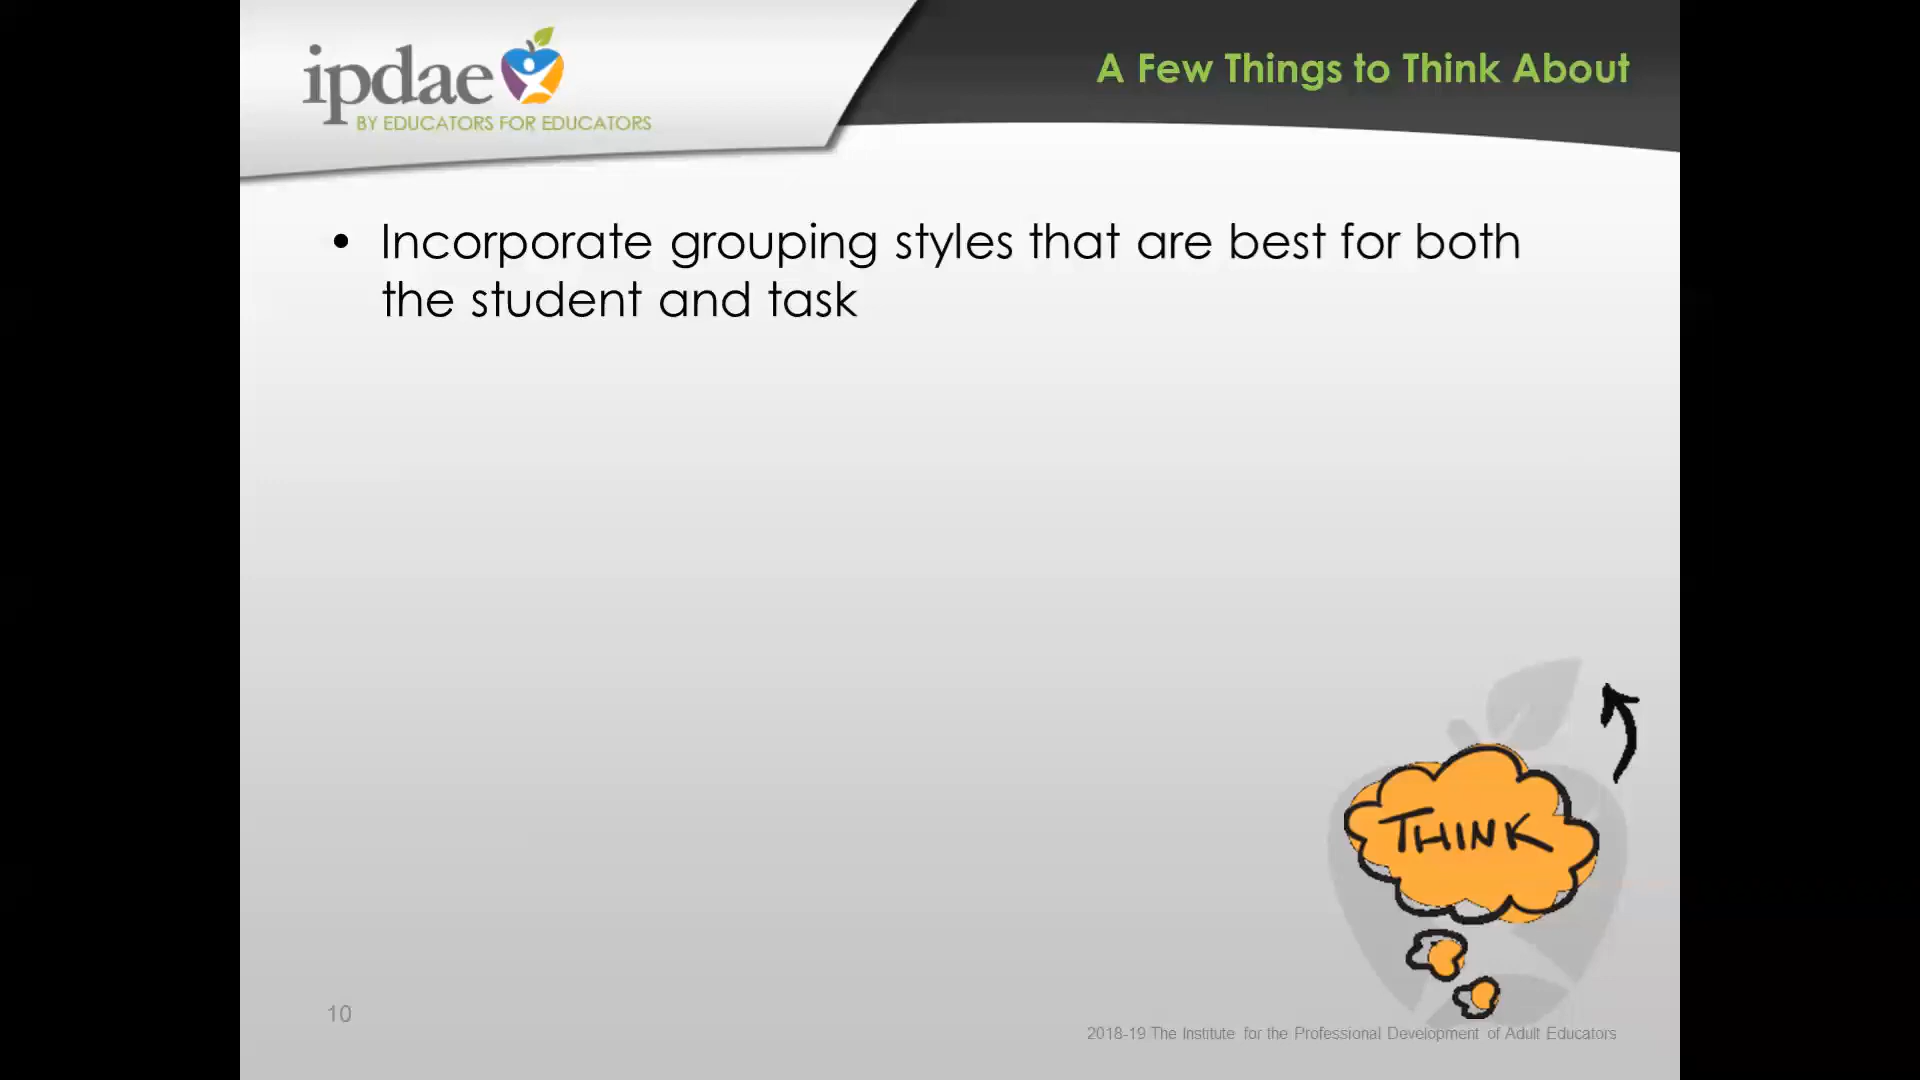 ipdae
BY EDUCATORS FOR EDUCATORS
A Few Things to Think About
• Incorporate grouping styles that are best for both
the student and task
THINK
10
2018-19 The Institute for the Professional Development of Adult Educators